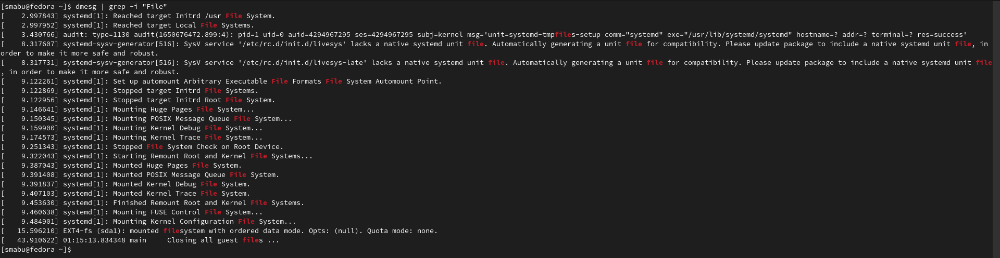 [smabu@fedora ~]$ dmesg | grep -i "File"
[    2.997843] systemd[1]: Reached target Initrd /usr File System.
[    2.997952] systemd[1]: Reached target Local File Systems.
[    3.430766] audit: type=1130 audit(1650676472.899:4): pid=1 uid=0 auid=4294967295 ses=4294967295 subj=kernel msg='unit=systemd-tmpfiles-setup comm="systemd" exe="/usr/lib/systemd/systemd" hostname=? addr=? terminal=? res=success'
[    8.317607] systemd-sysv-generator[516]: SysV service '/etc/rc.d/init.d/livesys' lacks a native systemd unit file. Automatically generating a unit file for compatibility. Please update package to include a native systemd unit file, in
order to make it more safe and robust.
[    8.317731] systemd-sysv-generator[516]: SysV service '/etc/rc.d/init.d/livesys-late' lacks a native systemd unit file. Automatically generating a unit file for compatibility. Please update package to include a native systemd unit file
, in order to make it more safe and robust.
[    9.122261] systemd[1]: Set up automount Arbitrary Executable File Formats File System Automount Point.
[    9.122869] systemd[1]: Stopped target Initrd File Systems.
[    9.122956] systemd[1]: Stopped target Initrd Root File System.
[    9.146641] systemd[1]: Mounting Huge Pages File System...
[    9.150345] systemd[1]: Mounting POSIX Message Queue File System...
[    9.159900] systemd[1]: Mounting Kernel Debug File System...
[    9.174573] systemd[1]: Mounting Kernel Trace File System...
[    9.251343] systemd[1]: Stopped File System Check on Root Device.
[    9.322043] systemd[1]: Starting Remount Root and Kernel File Systems...
[    9.387043] systemd[1]: Mounted Huge Pages File System.
[    9.391408] systemd[1]: Mounted POSIX Message Queue File System.
[    9.391837] systemd[1]: Mounted Kernel Debug File System.
[    9.407103] systemd[1]: Mounted Kernel Trace File System.
[    9.453630] systemd[1]: Finished Remount Root and Kernel File Systems.
[    9.460638] systemd[1]: Mounting FUSE Control File System...
[    9.484901] systemd[1]: Mounting Kernel Configuration File System...
[   15.596210] EXT4-fs (sda1): mounted filesystem with ordered data mode. Opts: (null). Quota mode: none.
[   43.910622] 01:15:13.834348 main     Closing all guest files ...
[smabu@fedora ~]$